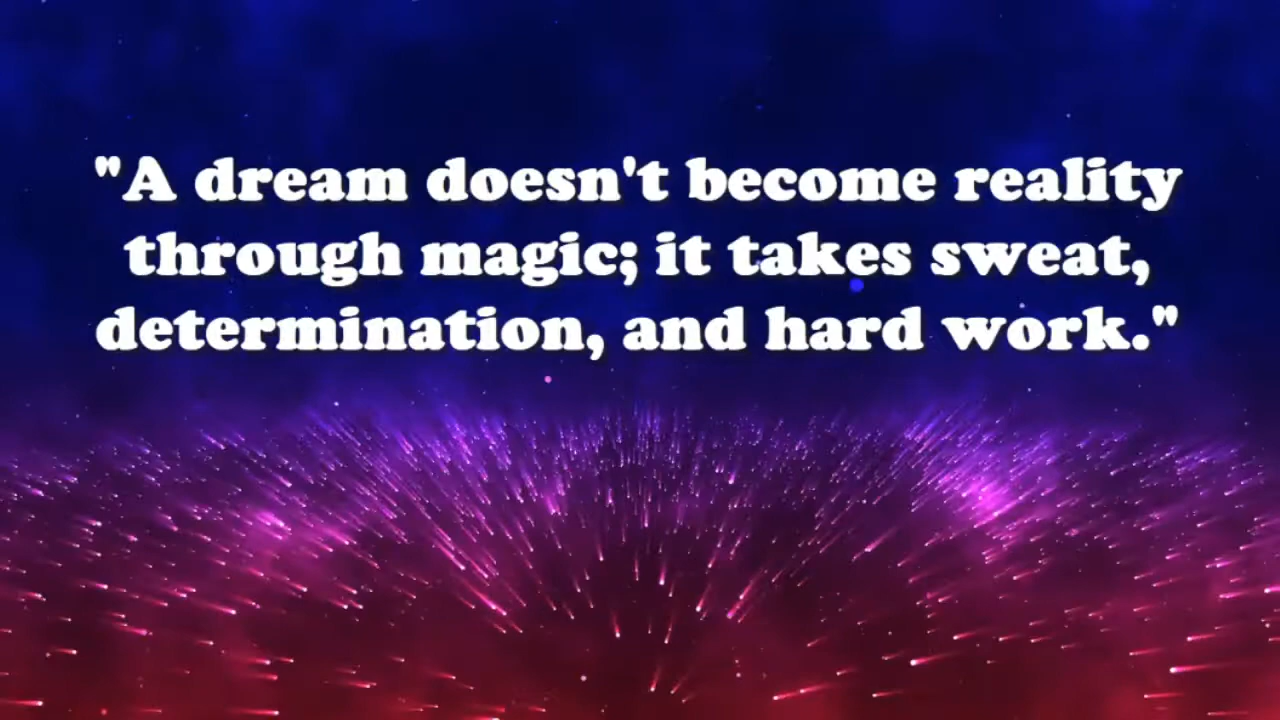 "A dream doesn't become reality
through magic; it takes sweat,
determination, and hard work."